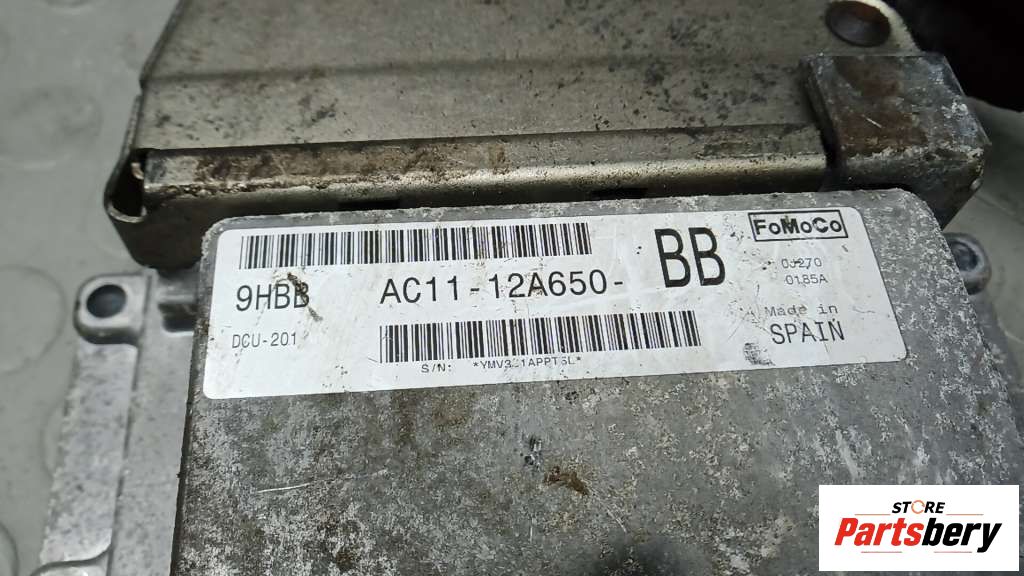 FoMoCo
BB
9HBB AC11-12A650-
0J270
0185A
DCU-201
Made in
SPAIN
S/N:
STORE
Partsbery